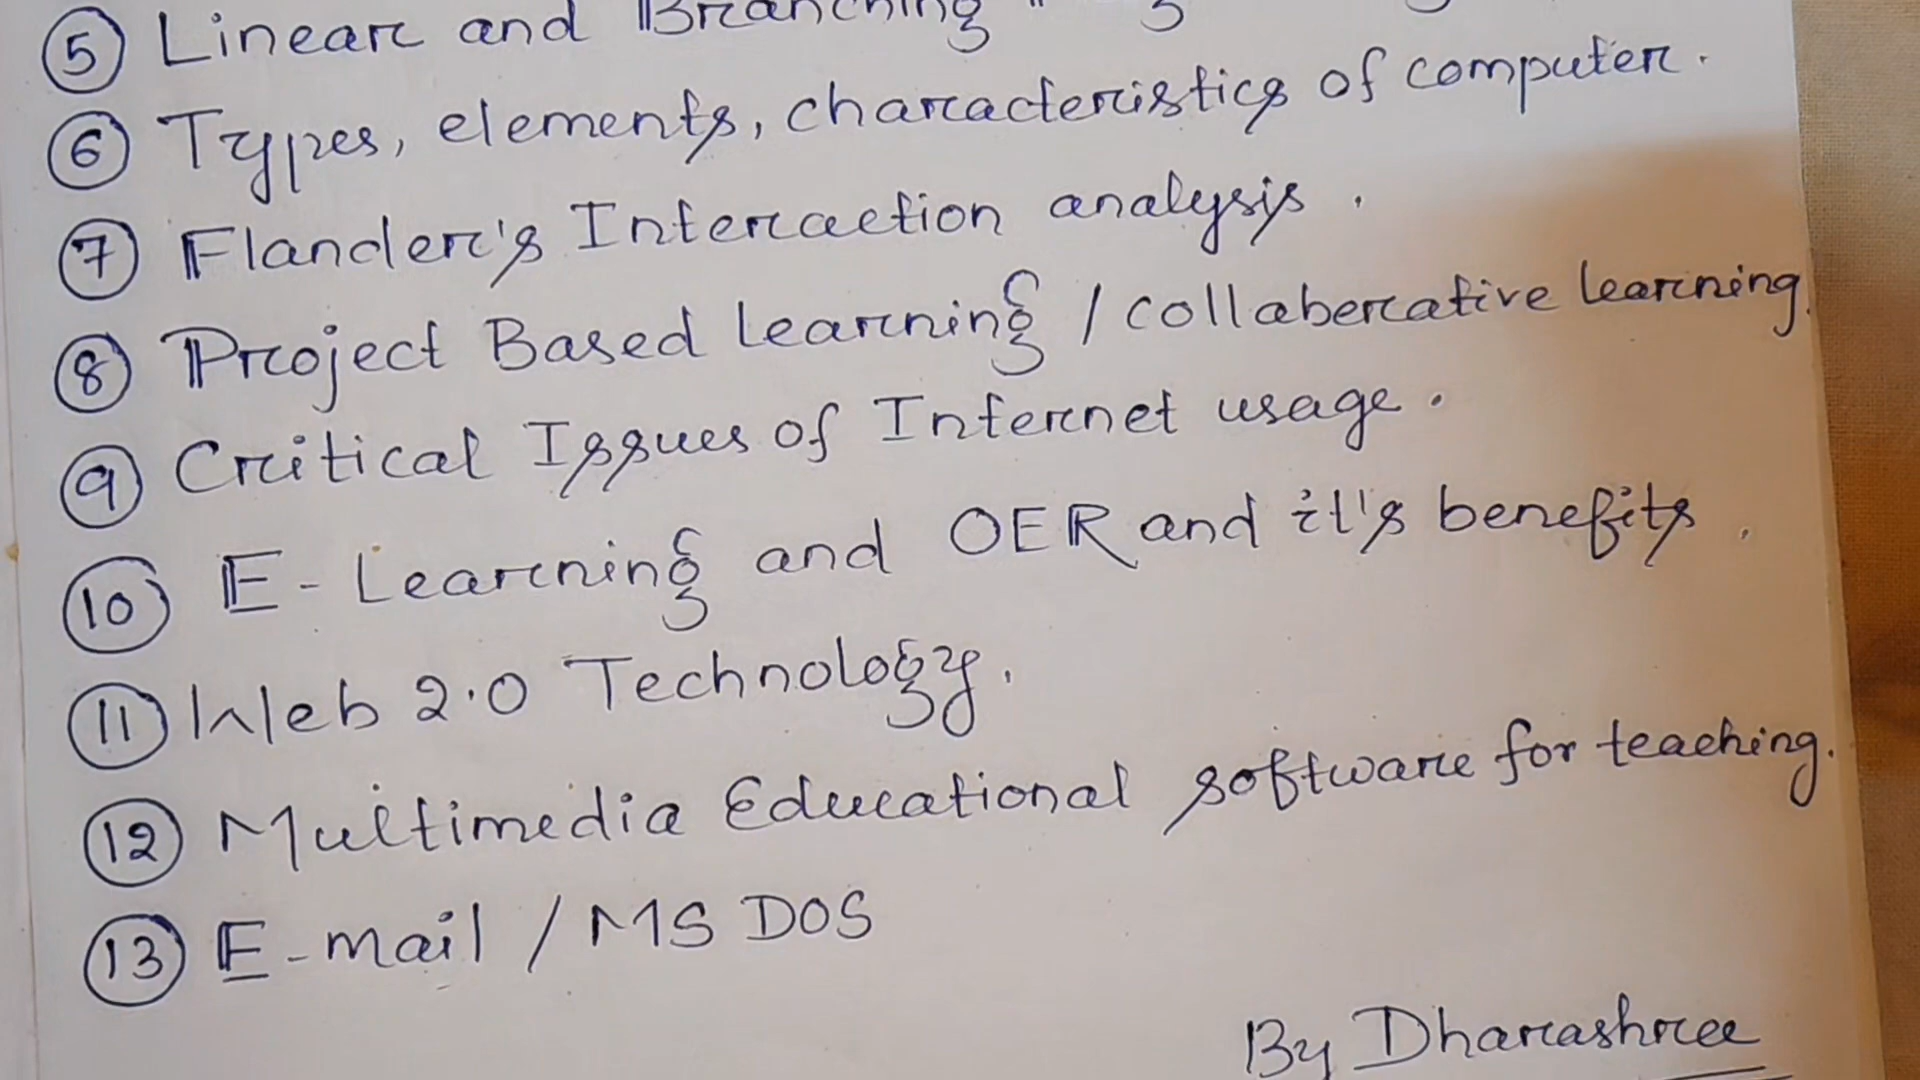 5 Linear and Branching
6 Types, elements, characteristics of computer.
7 Flander's Interaction analysis.
8 Project Based Learning / collaberative learning.
9 Critical Issues of Internet usage.
10 E-Learning and OER and it's benefits.
11 Web 2.0 Technology.
12 Multimedia Educational software for teaching.
13 E-mail / MS DOS
By Dharashree